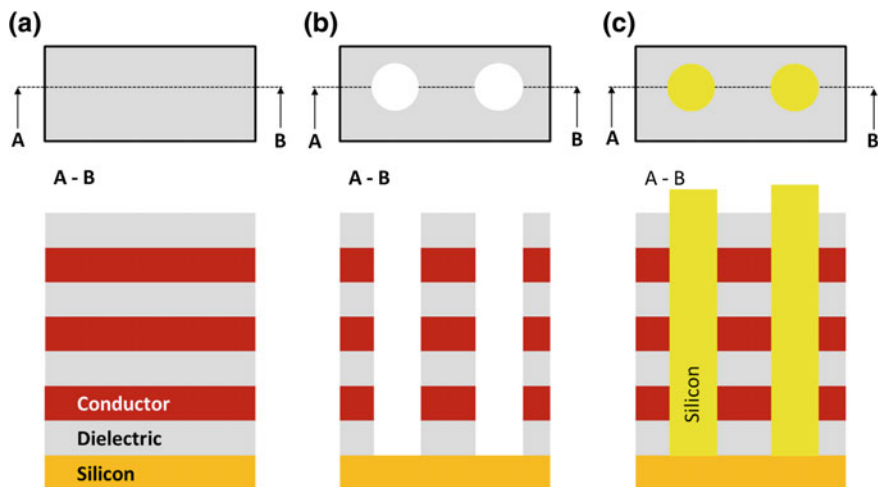 (a)
A
B
A - B
Conductor
Dielectric
Silicon
(b)
A
B
A - B
(c)
A
B
A - B
Silicon